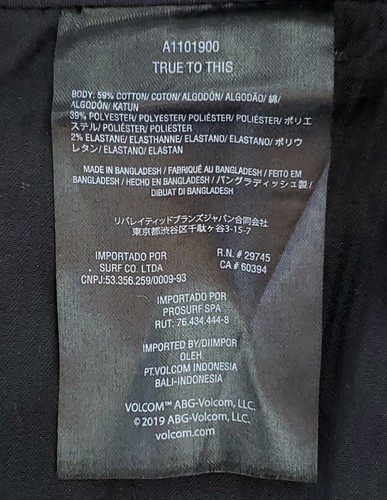 A1101900
TRUE TO THIS
BODY: 59% COTTON/ COTON/ ALGODÓN/ ALGODÃO/ 綿/
ALGODÓN/ KATUN
39% POLYESTER/ POLYESTER/ POLIÉSTER/ POLIÉSTER/ ポリエ
ステル/ POLIÉSTER/ POLIESTER
2% ELASTANE/ ELASTHANNE/ ELASTANO/ ELASTANO/ ポリウ
レタン/ ELASTANO/ ELASTAN
MADE IN BANGLADESH / FABRIQUÉ AU BANGLADESH / FEITO EM
BANGLADESH / HECHO EN BANGLADESH / バングラディッシュ製 /
DIBUAT DI BANGLADESH
リバレイティッドブランズジャパン合同会社
東京都渋谷区千駄ヶ谷3-15-7
IMPORTADO POR
SURF CO. LTDA
CNPJ:53.356.259/0009-93
R.N.# 29745
CA # 60394
IMPORTADO POR
PROSURF SPA
RUT: 76.434.444-8
IMPORTED BY/DIIMPOR
OLEH
PT.VOLCOM INDONESIA
BALI-INDONESIA
VOLCOM™ ABG-Volcom, LLC.
© 2019 ABG-Volcom, LLC.
volcom.com